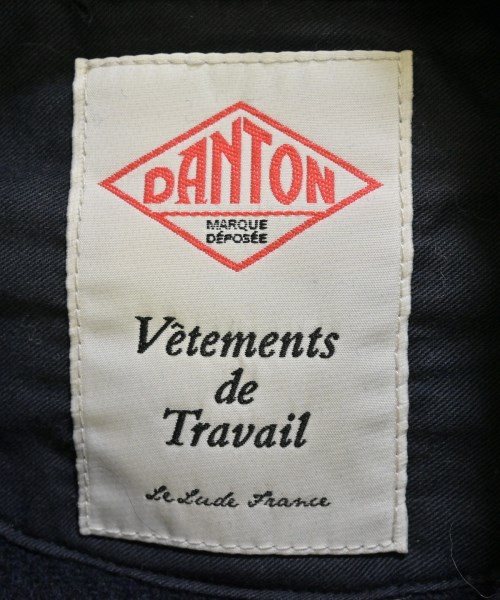 DANTON
MARQUE
DÉPOSÉE
Vêtements
de
Travail
Le Lude France